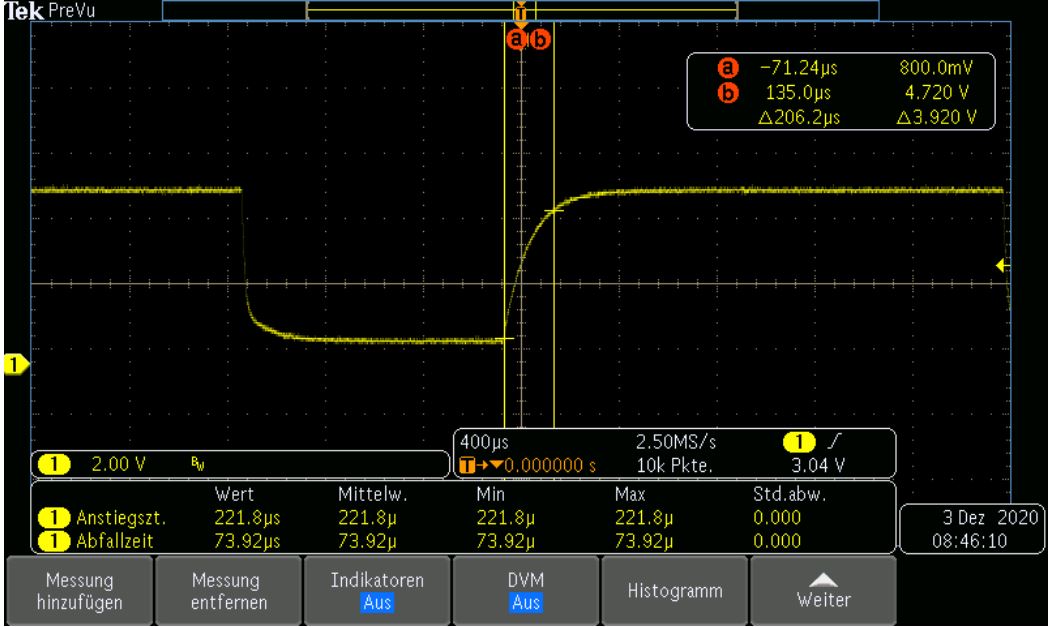 Tek PreVu
T
a b
a -71.24µs 800.0mV
b 135.0µs 4.720 V
△206.2µs △3.920 V
1
1 2.00 V BW
400µs 2.50MS/s 1
T→▼0.000000 s 10k Pkte. 3.04 V
Wert Mittelw. Min Max Std.abw.
1 Anstiegszt. 221.8µs 221.8µ 221.8µ 221.8µ 0.000
1 Abfallzeit 73.92µs 73.92µ 73.92µ 73.92µ 0.000
3 Dez 2020
08:46:10
Messung hinzufügen
Messung entfernen
Indikatoren Aus
DVM Aus
Histogramm
Weiter